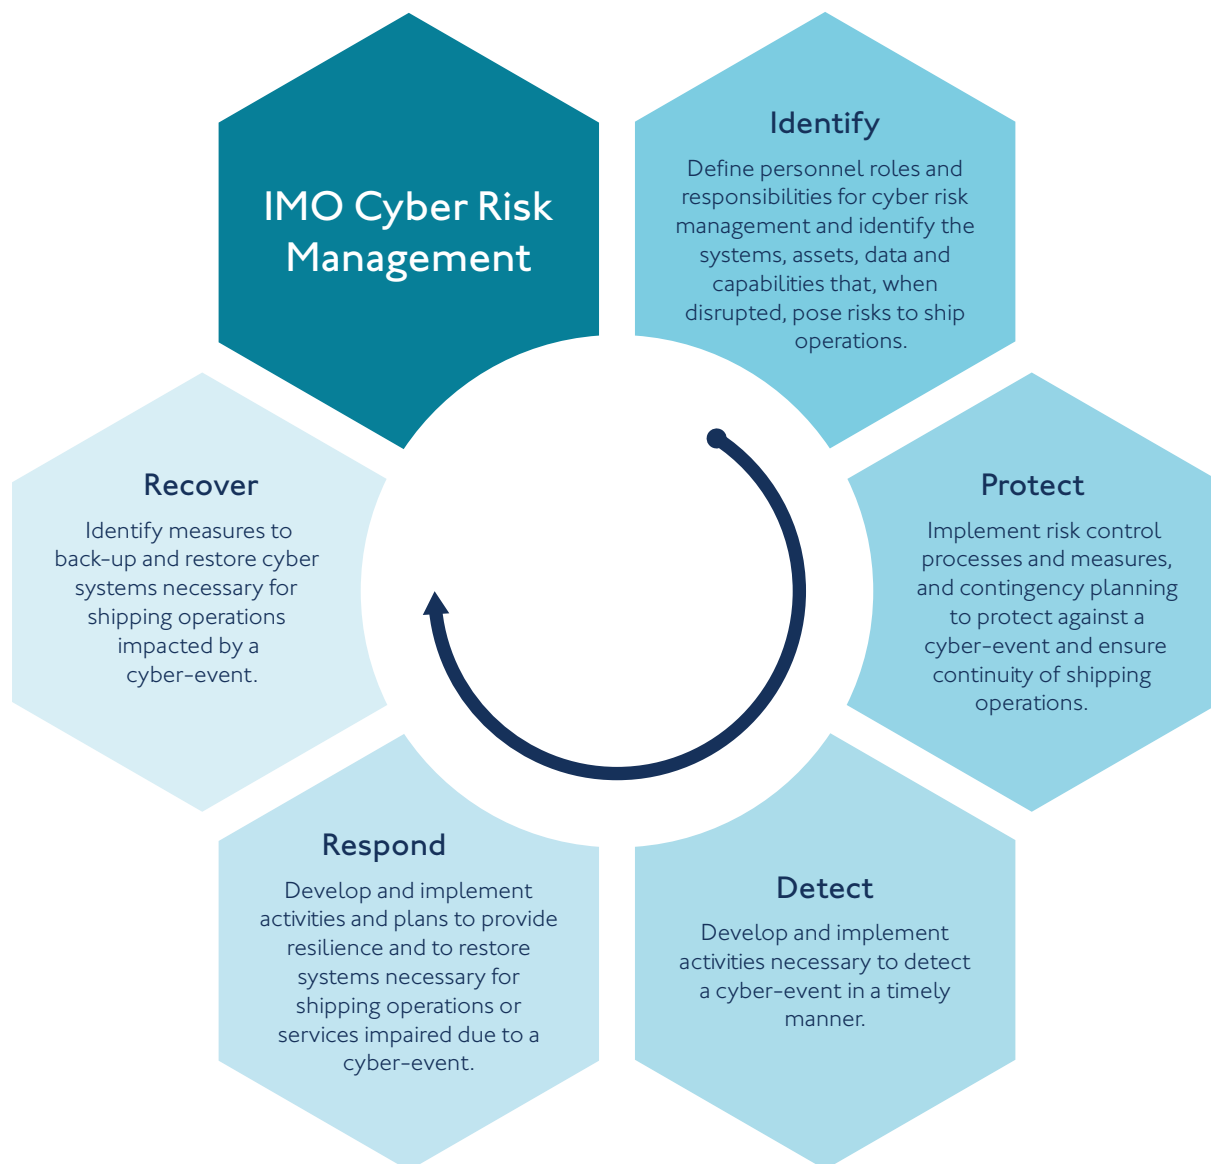 IMO Cyber Risk
Management
Identify
Define personnel roles and
responsibilities for cyber risk
management and identify the
systems, assets, data and
capabilities that, when
disrupted, pose risks to ship
operations.
Protect
Implement risk control
processes and measures,
and contingency planning
to protect against a
cyber-event and ensure
continuity of shipping
operations.
Detect
Develop and implement
activities necessary to detect
a cyber-event in a timely
manner.
Respond
Develop and implement
activities and plans to provide
resilience and to restore
systems necessary for
shipping operations or
services impaired due to a
cyber-event.
Recover
Identify measures to
back-up and restore cyber
systems necessary for
shipping operations
impacted by a
cyber-event.